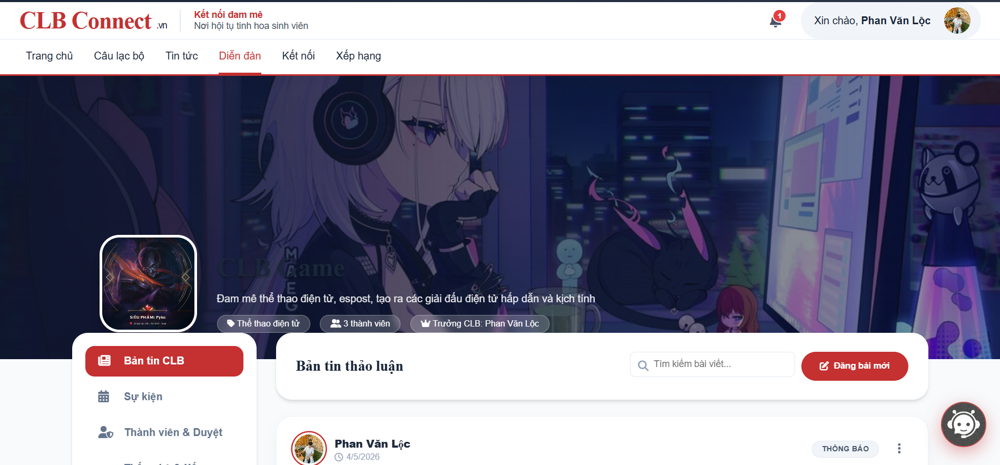 CLB Connect .vn
Kết nối đam mê
Nơi hội tụ tinh hoa sinh viên
1
Xin chào, Phan Văn Lộc
Trang chủ
Câu lạc bộ
Tin tức
Diễn đàn
Kết nối
Xếp hạng
CLB Game
Đam mê thể thao điện tử, espost, tạo ra các giải đấu điện tử hấp dẫn và kịch tính
Thể thao điện tử
3 thành viên
Trưởng CLB: Phan Văn Lộc
SIÊU PHẨM: Pyke
Bản tin CLB
Sự kiện
Thành viên & Duyệt
Bản tin thảo luận
Tìm kiếm bài viết...
Đăng bài mới
Phan Văn Lộc
4/5/2026
THÔNG BÁO